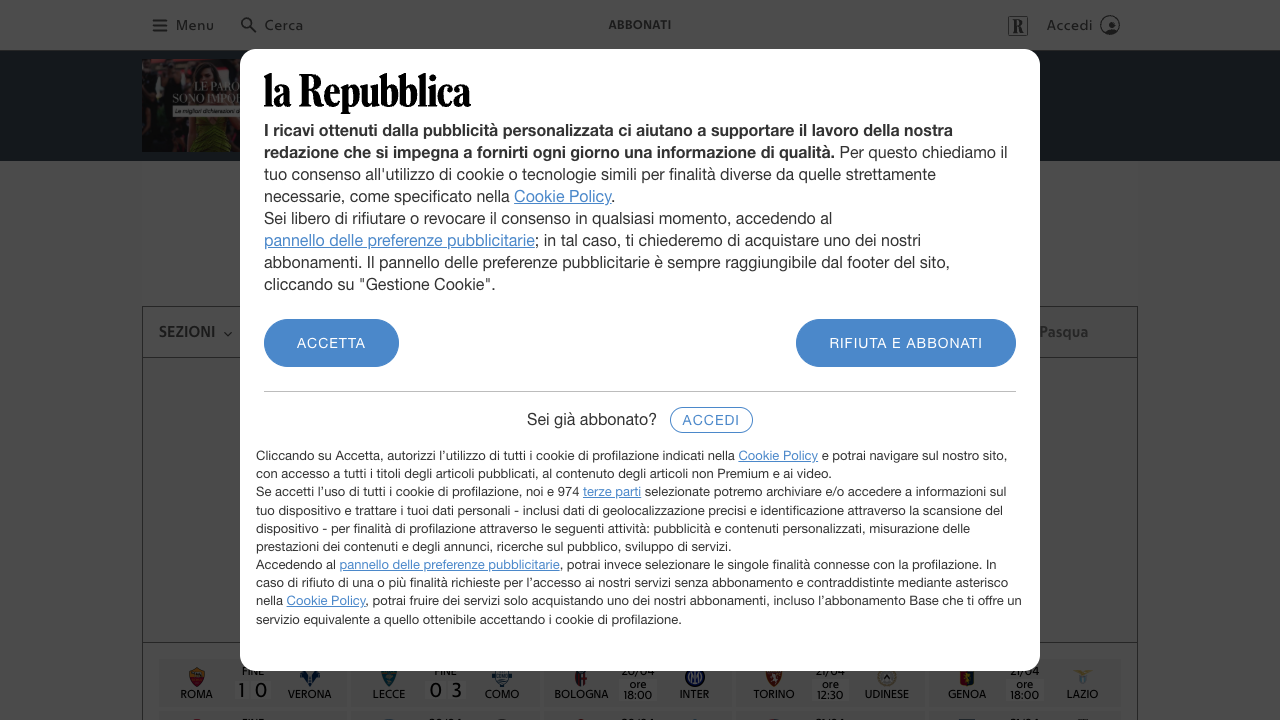 Menu
Cerca
ABBONATI
R
Accedi
LE PARO
SONO IMPOR
Le migliori dichiarazioni
la Repubblica
I ricavi ottenuti dalla pubblicità personalizzata ci aiutano a supportare il lavoro della nostra
redazione che si impegna a fornirti ogni giorno una informazione di qualità. Per questo chiediamo il
tuo consenso all'utilizzo di cookie o tecnologie simili per finalità diverse da quelle strettamente
necessarie, come specificato nella Cookie Policy.
Sei libero di rifiutare o revocare il consenso in qualsiasi momento, accedendo al
pannello delle preferenze pubblicitarie; in tal caso, ti chiederemo di acquistare uno dei nostri
abbonamenti. Il pannello delle preferenze pubblicitarie è sempre raggiungibile dal footer del sito,
cliccando su "Gestione Cookie".
SEZIONI
Pasqua
ACCETTA
RIFIUTA E ABBONATI
Sei già abbonato?
ACCEDI
Cliccando su Accetta, autorizzi l’utilizzo di tutti i cookie di profilazione indicati nella Cookie Policy e potrai navigare sul nostro sito,
con accesso a tutti i titoli degli articoli pubblicati, al contenuto degli articoli non Premium e ai video.
Se accetti l’uso di tutti i cookie di profilazione, noi e 974 terze parti selezionate potremo archiviare e/o accedere a informazioni sul
tuo dispositivo e trattare i tuoi dati personali - inclusi dati di geolocalizzazione precisi e identificazione attraverso la scansione del
dispositivo - per finalità di profilazione attraverso le seguenti attività: pubblicità e contenuti personalizzati, misurazione delle
prestazioni dei contenuti e degli annunci, ricerche sul pubblico, sviluppo di servizi.
Accedendo al pannello delle preferenze pubblicitarie, potrai invece selezionare le singole finalità connesse con la profilazione. In
caso di rifiuto di una o più finalità richieste per l’accesso ai nostri servizi senza abbonamento e contraddistinte mediante asterisco
nella Cookie Policy, potrai fruire dei servizi solo acquistando uno dei nostri abbonamenti, incluso l’abbonamento Base che ti offre un
servizio equivalente a quello ottenibile accettando i cookie di profilazione.
ROMA
FINE
1 0
VERONA
LECCE
FINE
0 3
COMO
BOLOGNA
20/04
ore
18:00
INTER
TORINO
21/04
ore
12:30
UDINESE
GENOA
21/04
ore
18:00
LAZIO